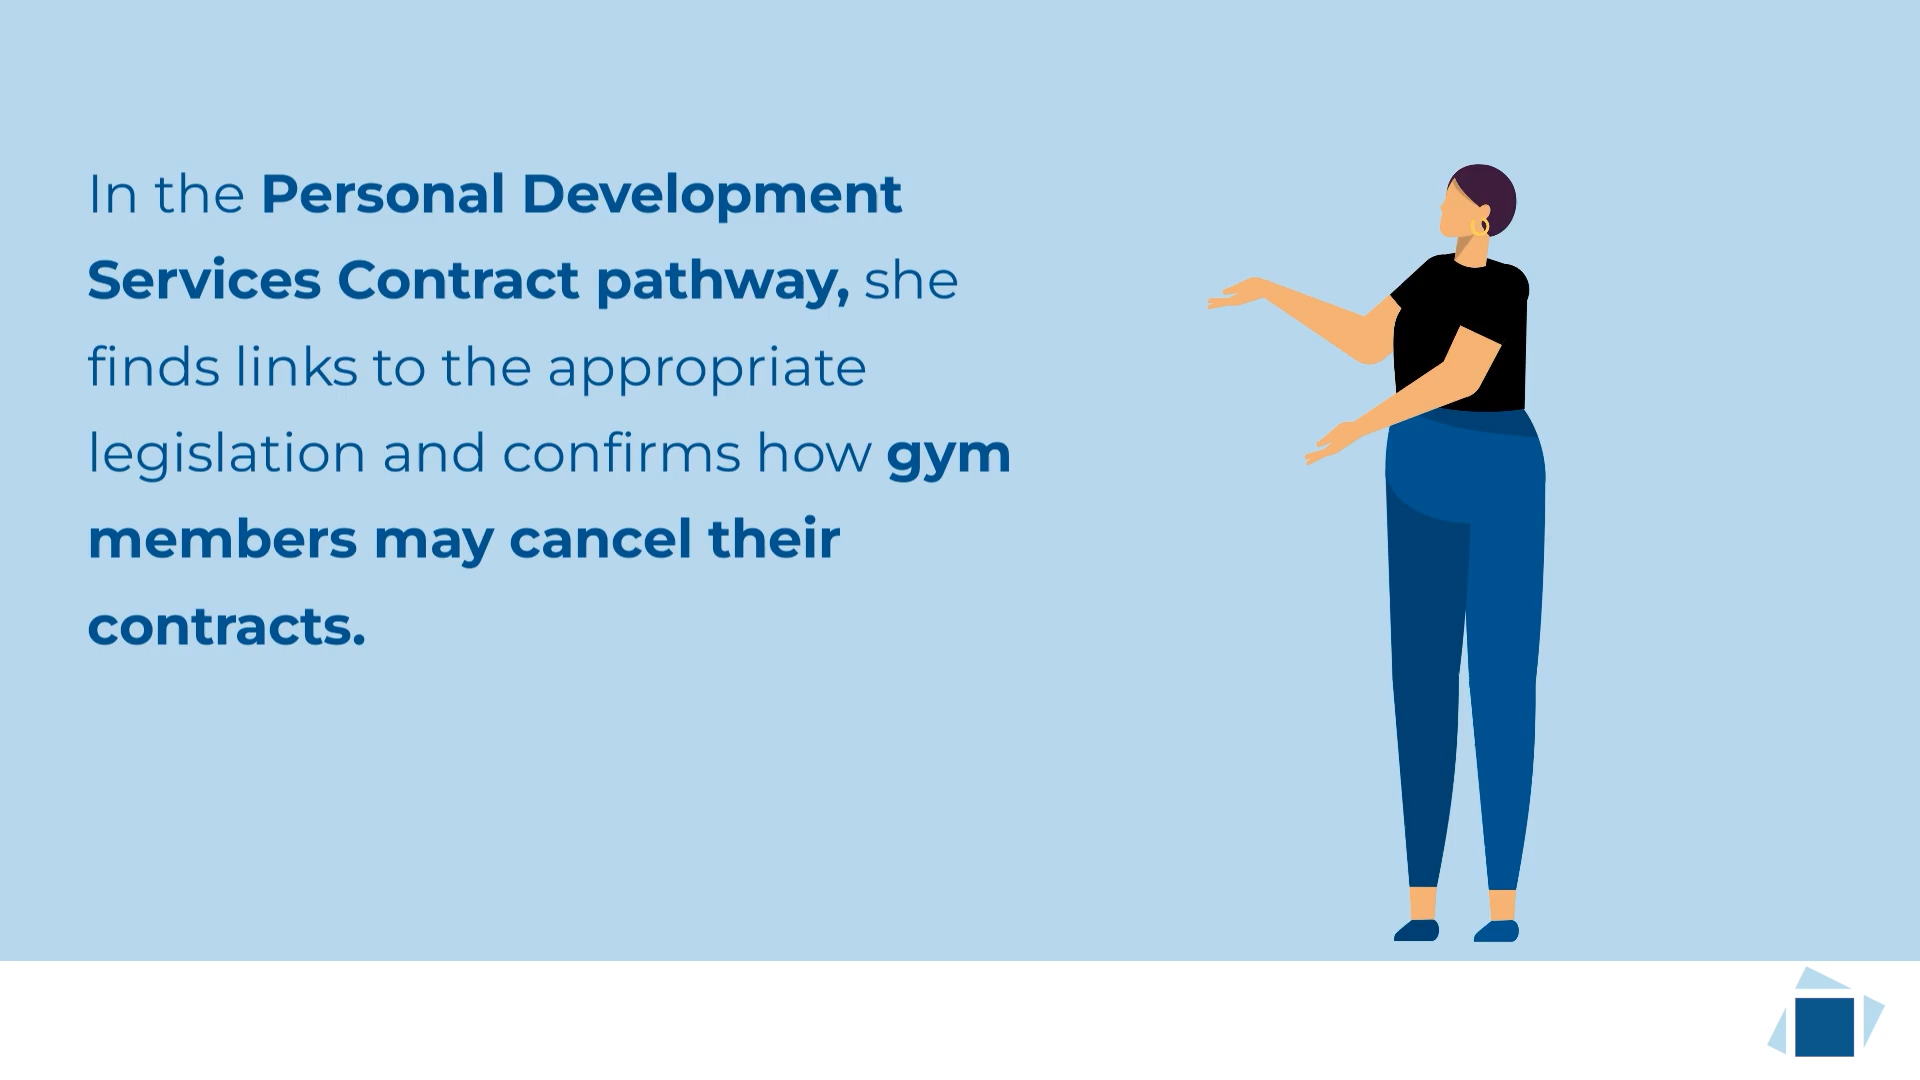 In the Personal Development
Services Contract pathway, she
finds links to the appropriate
legislation and confirms how gym
members may cancel their
contracts.